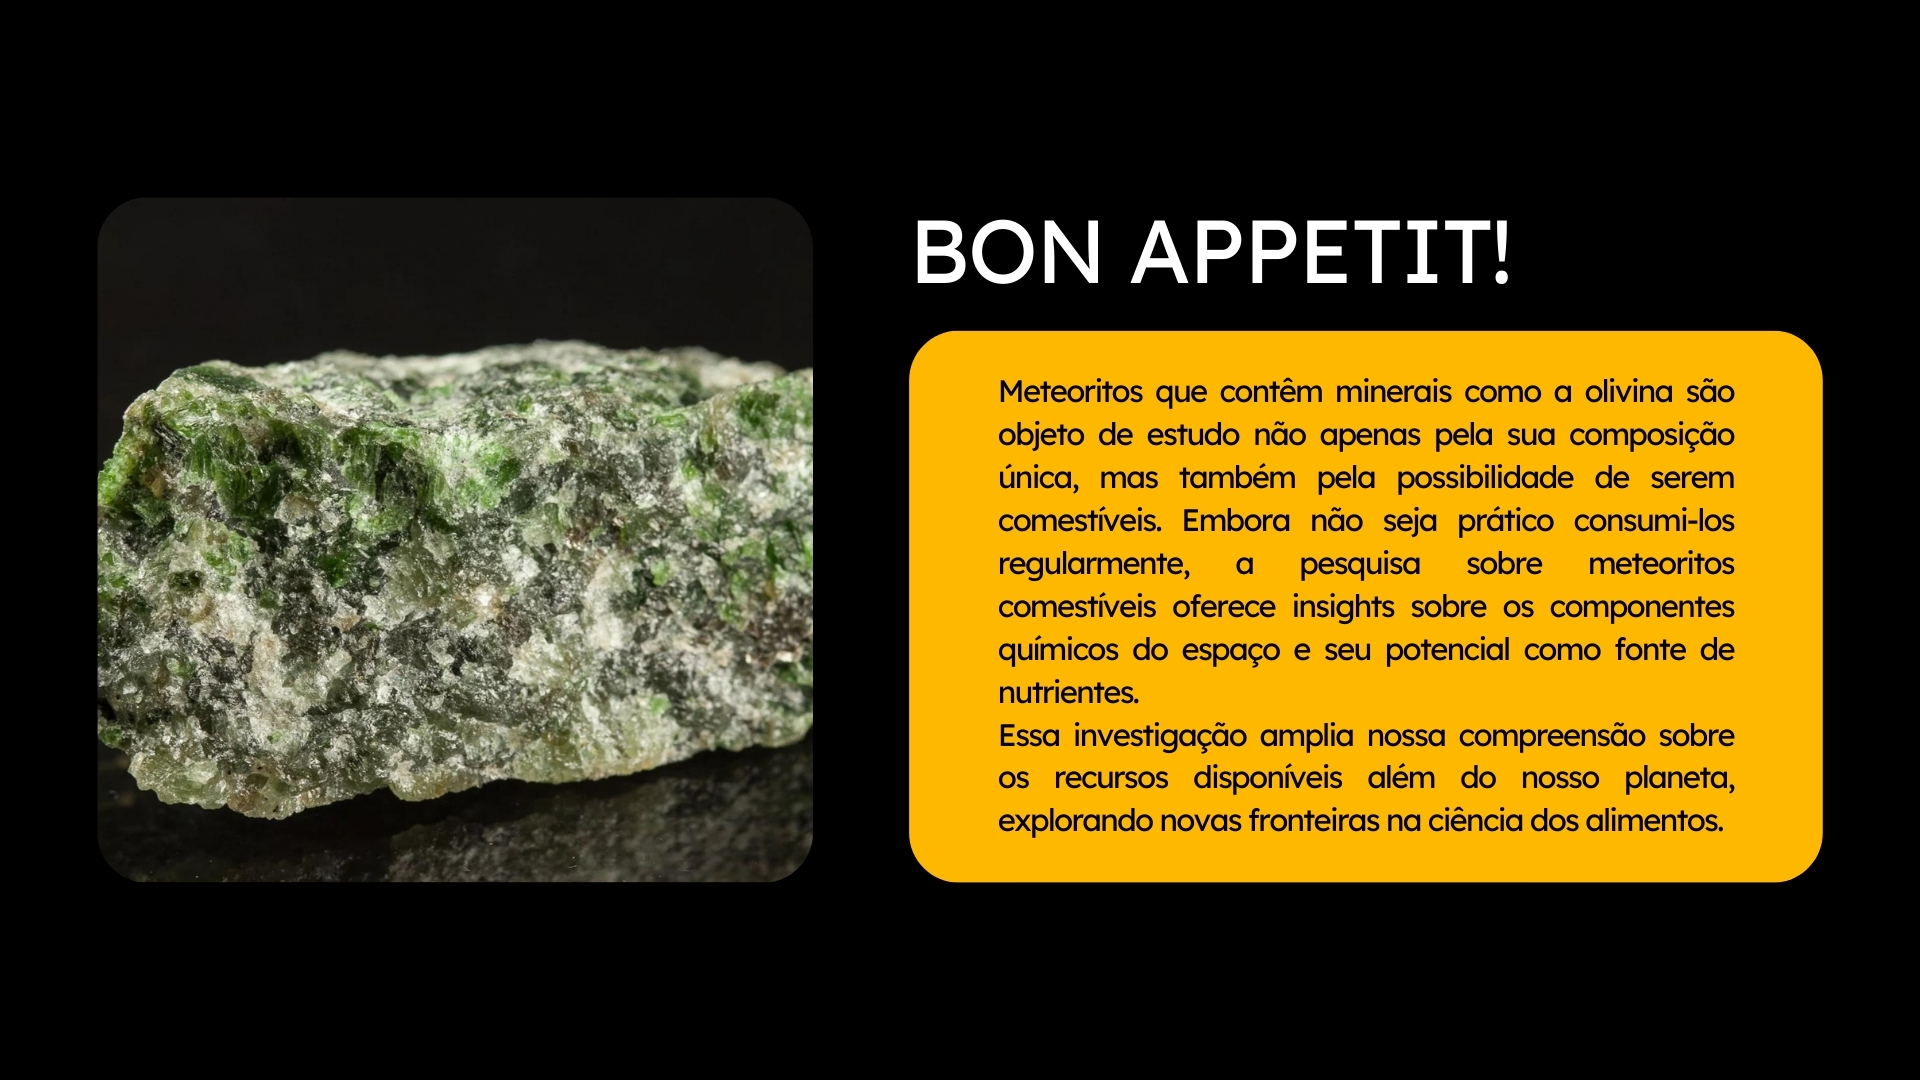 BON APPETIT!
Meteoritos que contêm minerais como a olivina são
objeto de estudo não apenas pela sua composição
única, mas também pela possibilidade de serem
comestíveis. Embora não seja prático consumi-los
regularmente, a pesquisa sobre meteoritos
comestíveis oferece insights sobre os componentes
químicos do espaço e seu potencial como fonte de
nutrientes.
Essa investigação amplia nossa compreensão sobre
os recursos disponíveis além do nosso planeta,
explorando novas fronteiras na ciência dos alimentos.